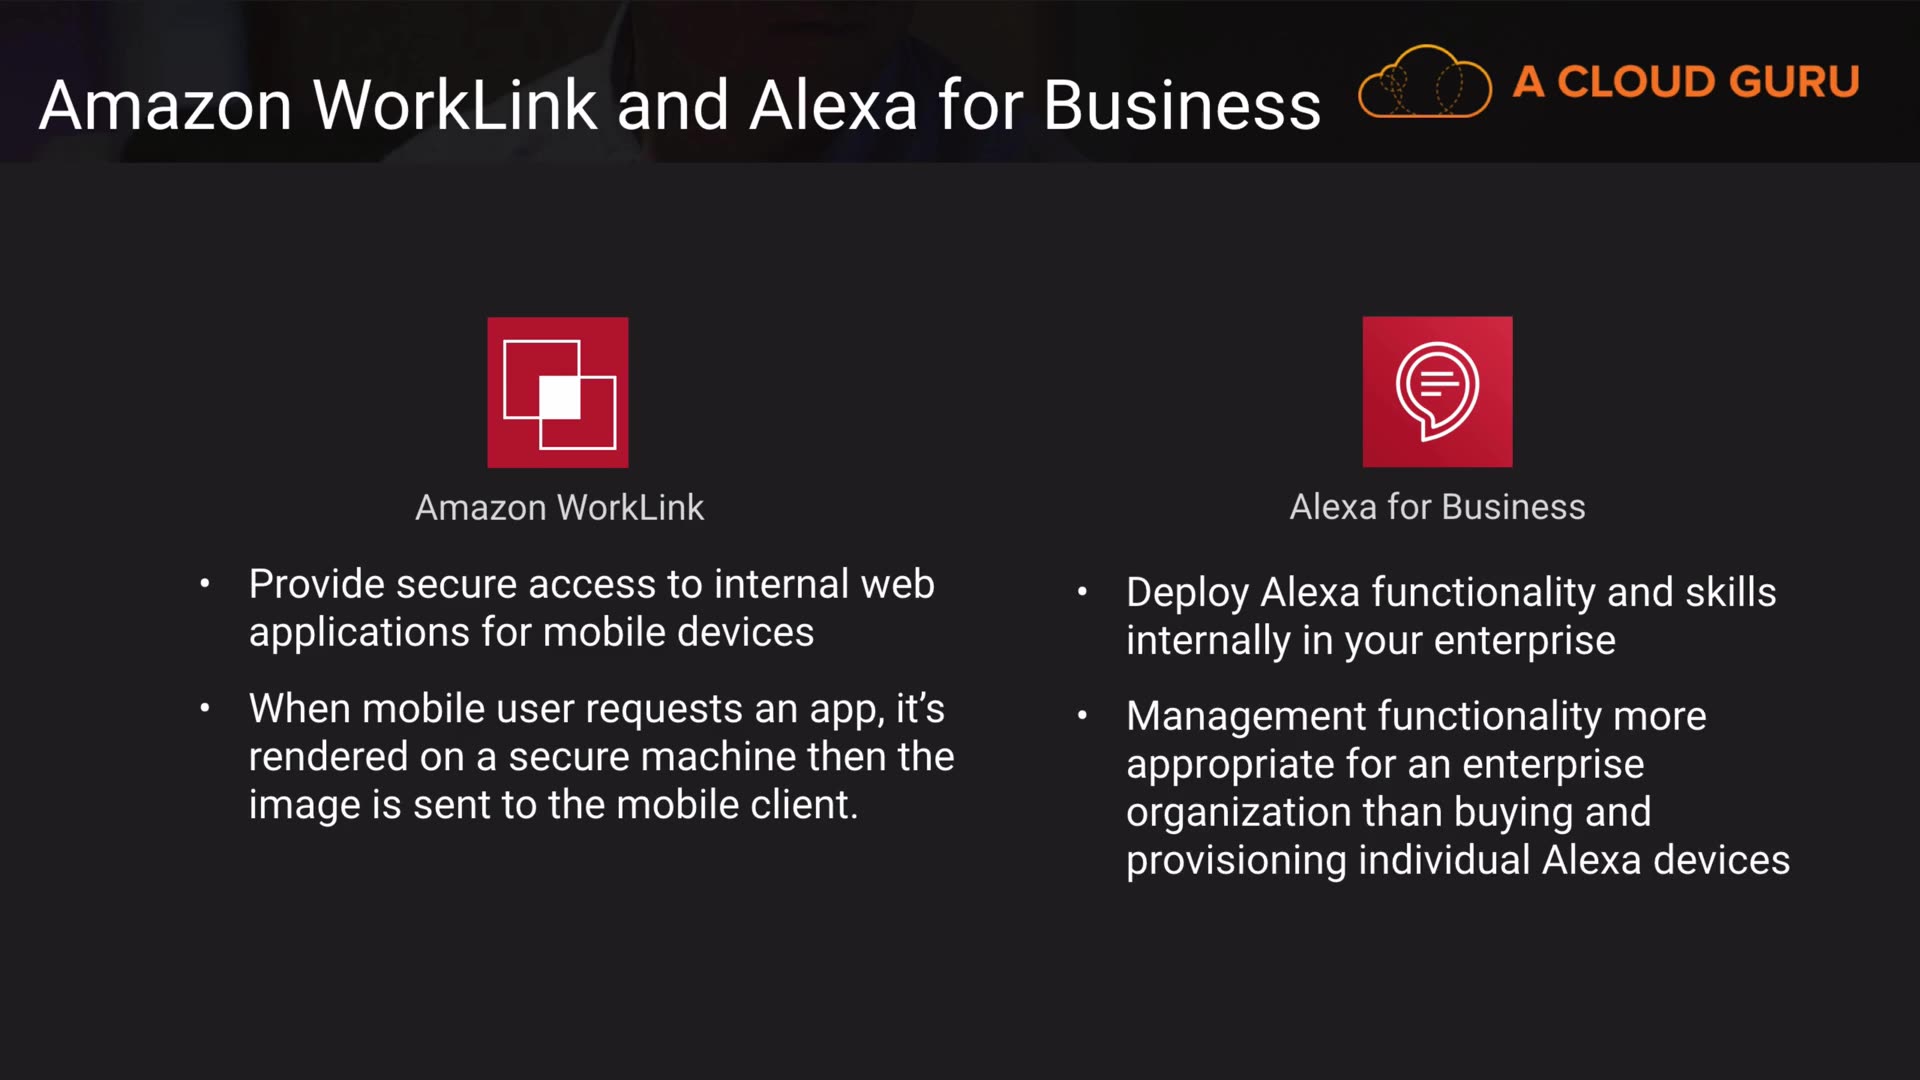 Amazon WorkLink and Alexa for Business
A CLOUD GURU
Amazon WorkLink
• Provide secure access to internal web
applications for mobile devices
• When mobile user requests an app, it’s
rendered on a secure machine then the
image is sent to the mobile client.
Alexa for Business
• Deploy Alexa functionality and skills
internally in your enterprise
• Management functionality more
appropriate for an enterprise
organization than buying and
provisioning individual Alexa devices